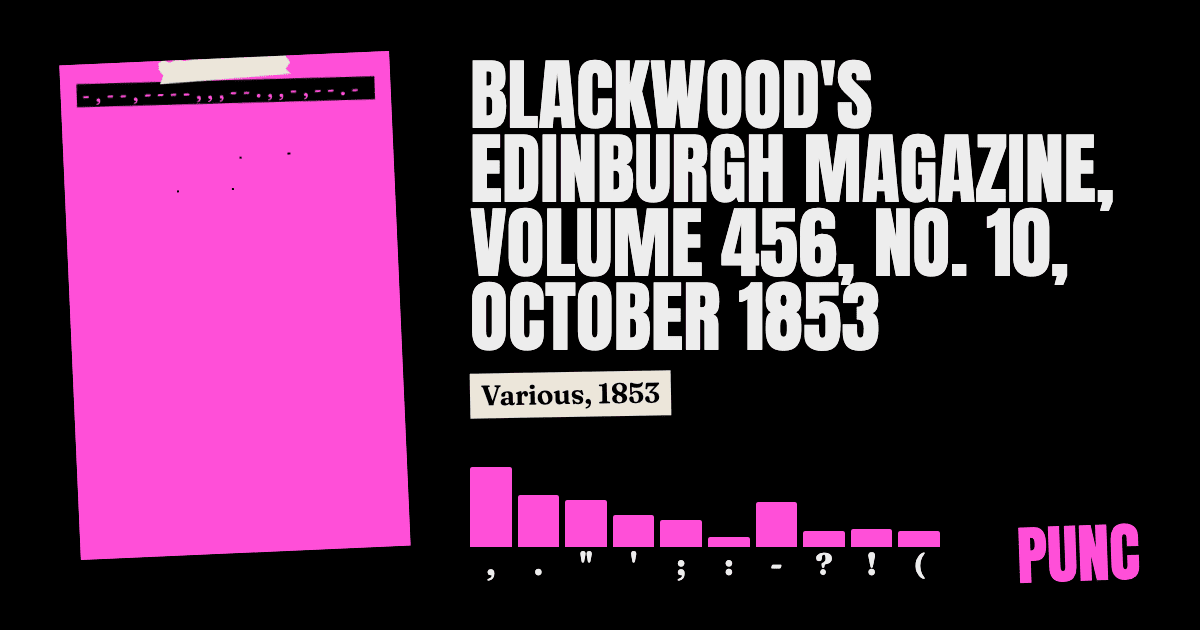 -,--,----,,,--.,,-,--.-
BLACKWOOD'S
EDINBURGH MAGAZINE,
VOLUME 456, NO. 10,
OCTOBER 1853
Various, 1853
, . " ' ; : - ? ! (
PUNC